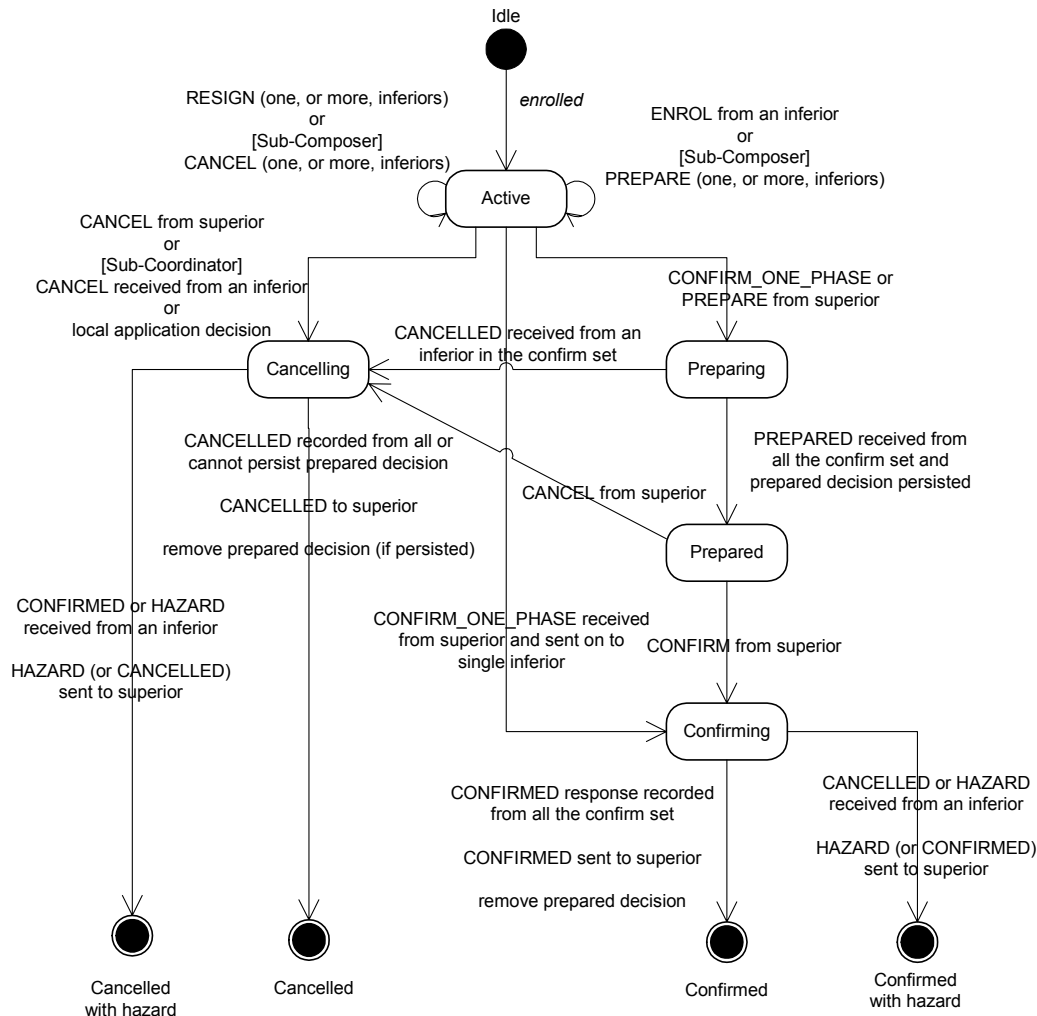 Idle
enrolled
RESIGN (one, or more, inferiors)
or
[Sub-Composer]
CANCEL (one, or more, inferiors)
ENROL from an inferior
or
[Sub-Composer]
PREPARE (one, or more, inferiors)
Active
CANCEL from superior
or
[Sub-Coordinator]
CANCEL received from an inferior
or
local application decision
CONFIRM_ONE_PHASE or
PREPARE from superior
CANCELLED received from an
inferior in the confirm set
Cancelling
Preparing
CANCELLED recorded from all or
cannot persist prepared decision
CANCELLED to superior
remove prepared decision (if persisted)
PREPARED received from
all the confirm set and
prepared decision persisted
CANCEL from superior
Prepared
CONFIRMED or HAZARD
received from an inferior
HAZARD (or CANCELLED)
sent to superior
CONFIRM_ONE_PHASE received
from superior and sent on to
single inferior
CONFIRM from superior
Confirming
CONFIRMED response recorded
from all the confirm set
CONFIRMED sent to superior
remove prepared decision
CANCELLED or HAZARD
received from an inferior
HAZARD (or CONFIRMED)
sent to superior
Cancelled
with hazard
Cancelled
Confirmed
Confirmed
with hazard